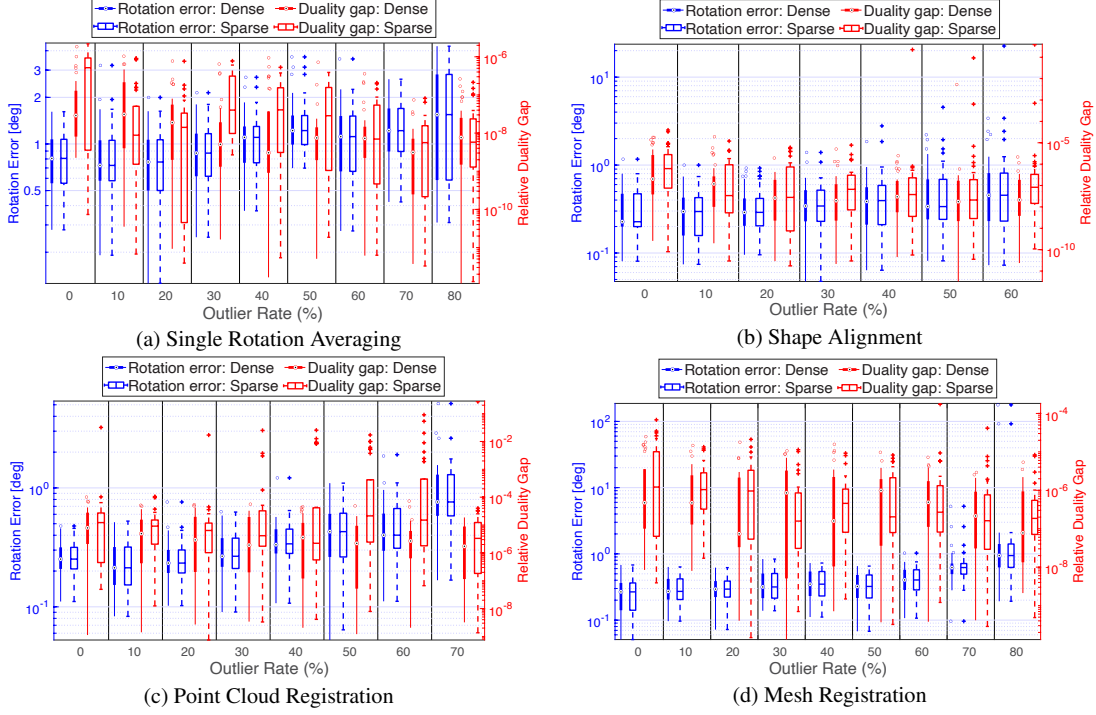 Rotation error: Dense Duality gap: Dense
Rotation error: Sparse Duality gap: Sparse
Rotation Error [deg]
3
2
1
0.5
10^-6
10^-8
10^-10
Relative Duality Gap
0 10 20 30 40 50 60 70 80
Outlier Rate (%)
(a) Single Rotation Averaging
Rotation error: Dense Duality gap: Dense
Rotation error: Sparse Duality gap: Sparse
Rotation Error [deg]
10^1
10^0
10^-1
10^-5
10^-10
Relative Duality Gap
0 10 20 30 40 50 60
Outlier Rate (%)
(b) Shape Alignment
Rotation error: Dense Duality gap: Dense
Rotation error: Sparse Duality gap: Sparse
Rotation Error [deg]
10^0
10^-1
10^-2
10^-4
10^-6
10^-8
Relative Duality Gap
0 10 20 30 40 50 60 70
Outlier Rate (%)
(c) Point Cloud Registration
Rotation error: Dense Duality gap: Dense
Rotation error: Sparse Duality gap: Sparse
Rotation Error [deg]
10^2
10^1
10^0
10^-1
10^-4
10^-6
10^-8
Relative Duality Gap
0 10 20 30 40 50 60 70 80
Outlier Rate (%)
(d) Mesh Registration